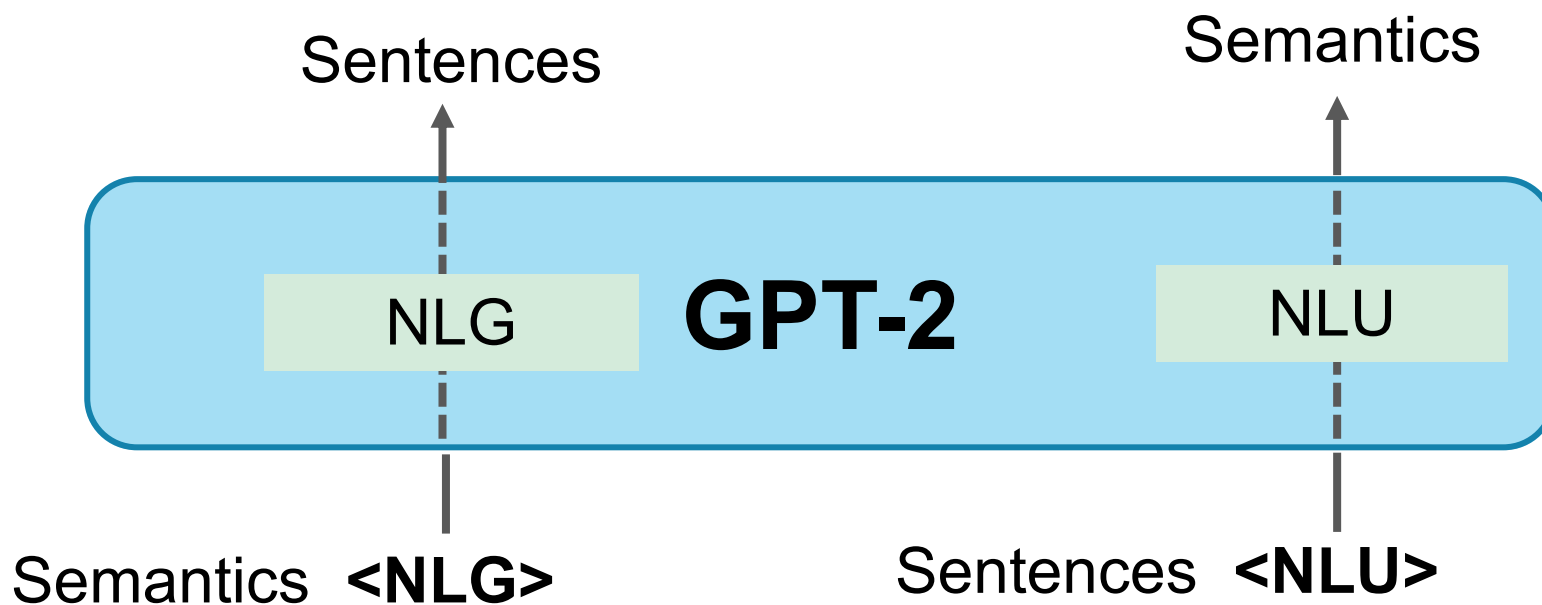 Sentences
Semantics
NLG
GPT-2
NLU
Semantics <NLG>
Sentences <NLU>